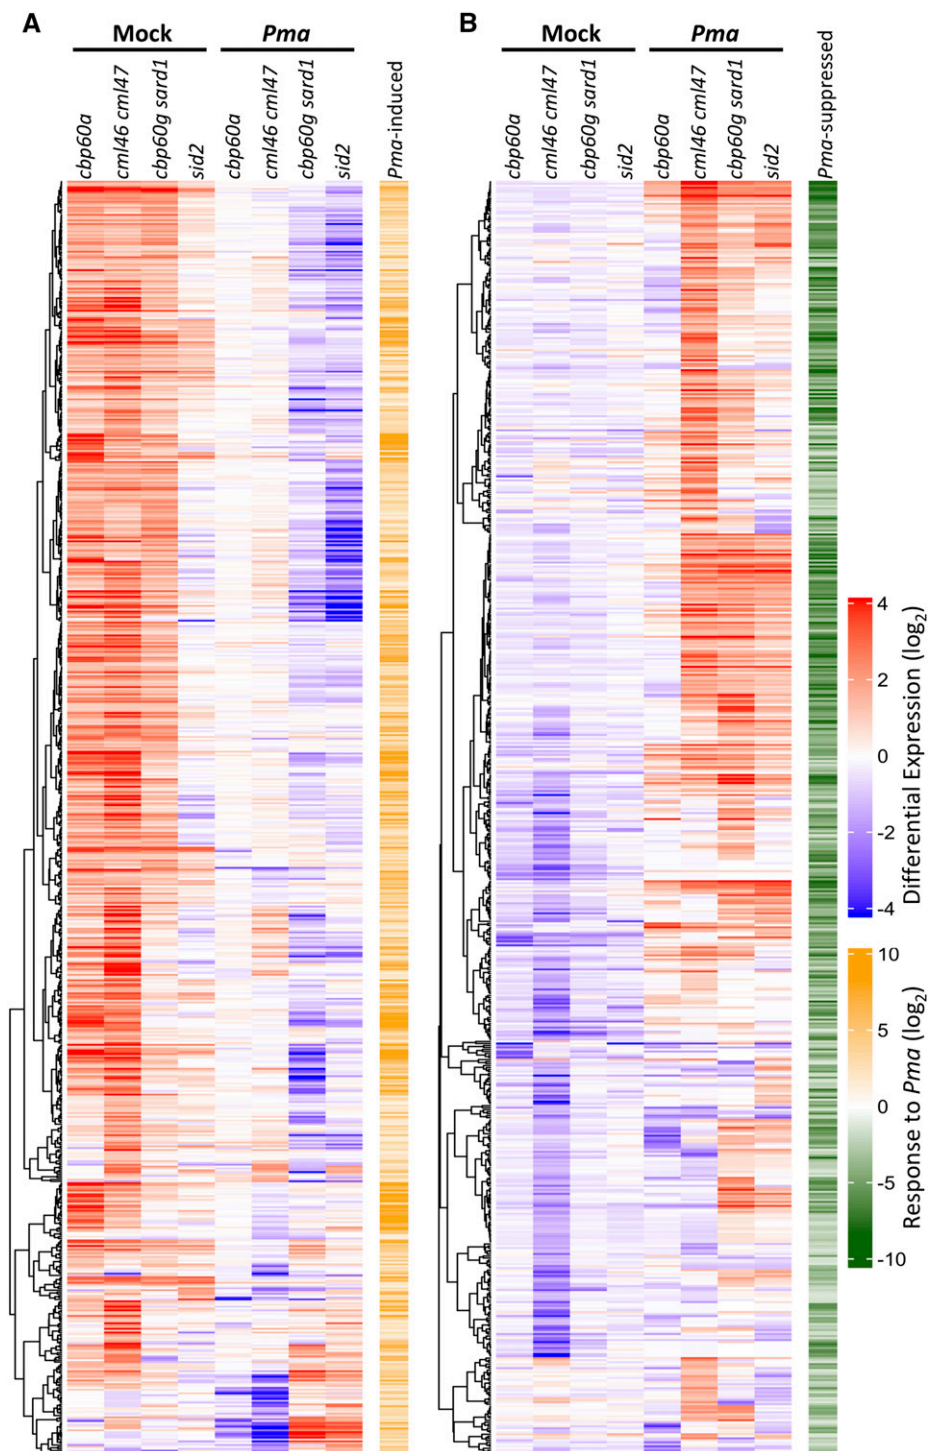 A
Mock
Pma
cbp60a
cml46 cml47
cbp60g sard1
sid2
cbp60a
cml46 cml47
cbp60g sard1
sid2
Pma-induced
B
Mock
Pma
cbp60a
cml46 cml47
cbp60g sard1
sid2
cbp60a
cml46 cml47
cbp60g sard1
sid2
Pma-suppressed
4
2
0
-2
-4
Differential Expression (log2)
10
5
0
-5
-10
Response to Pma (log2)